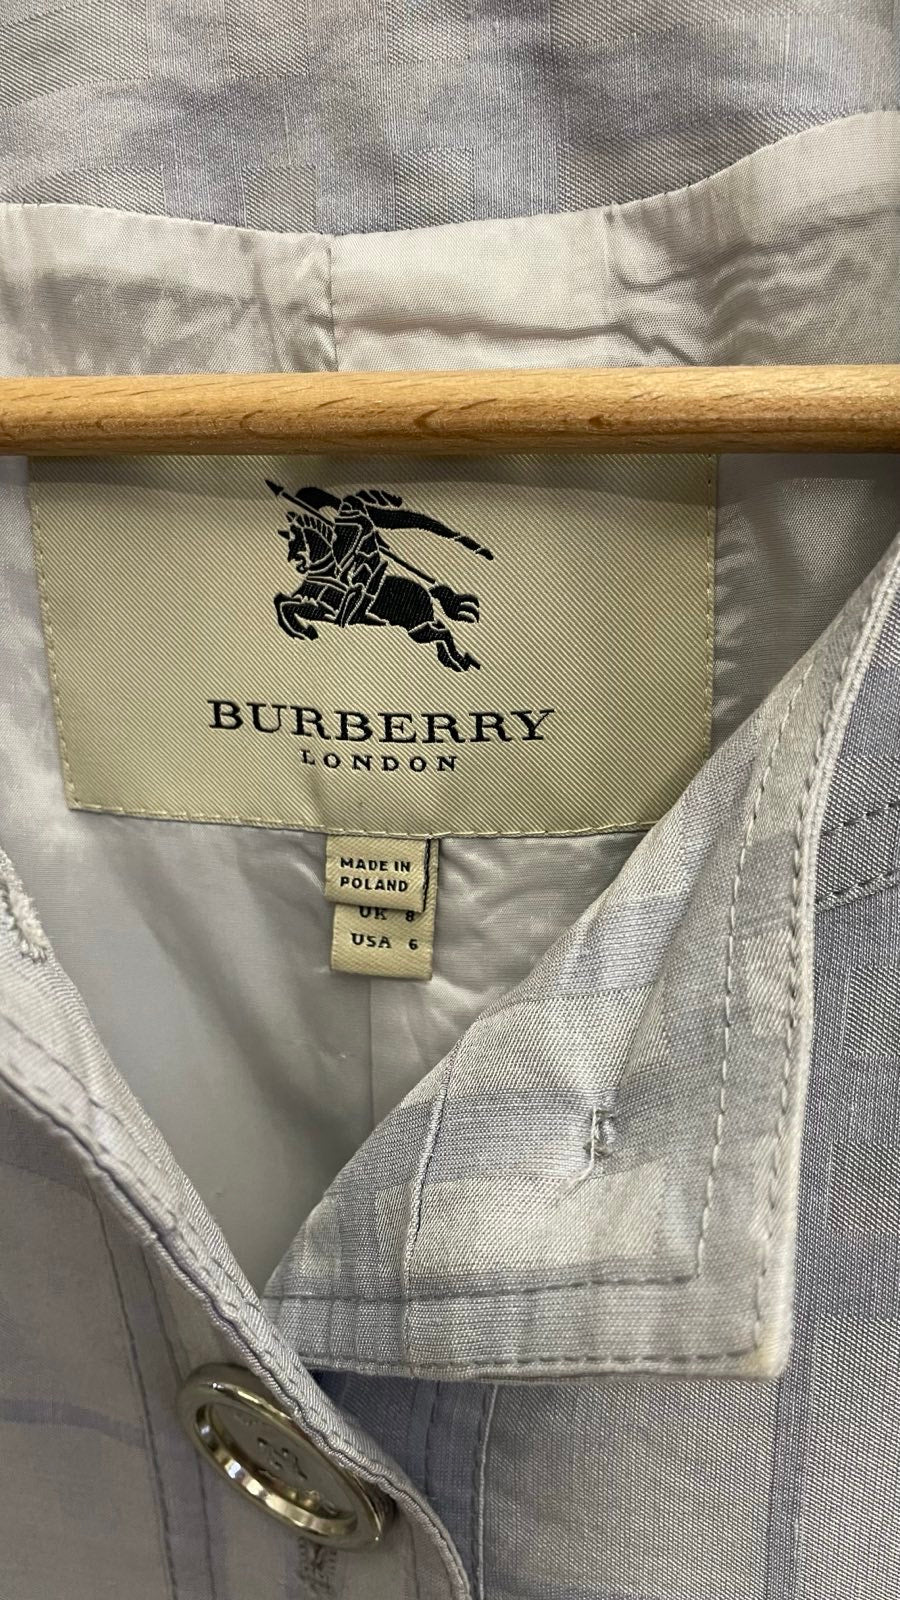 BURBERRY
LONDON
MADE IN
POLAND
UK 8
USA 6